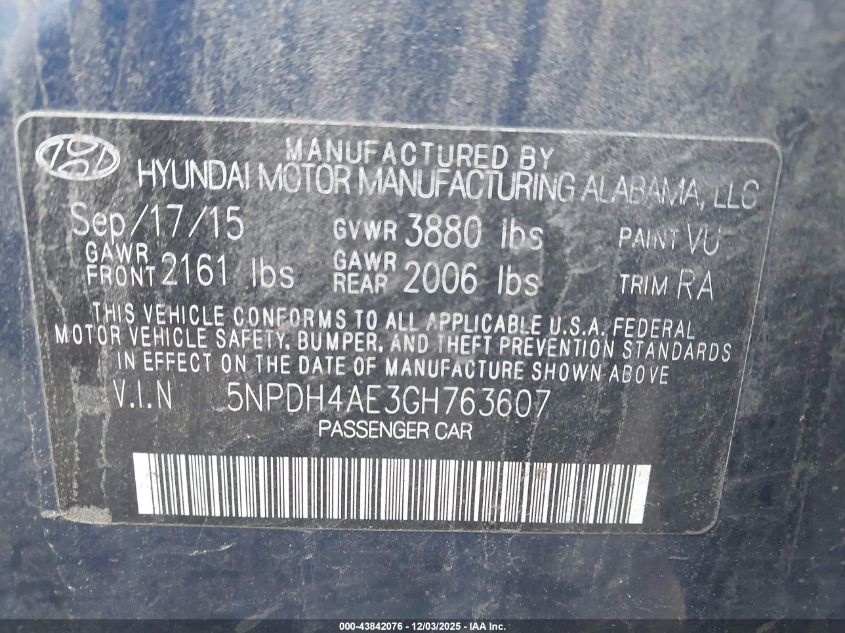 MANUFACTURED BY
HYUNDAI MOTOR MANUFACTURING ALABAMA, LLC
Sep/17/15 GVWR 3880 lbs PAINT VU
GAWR FRONT 2161 lbs GAWR REAR 2006 lbs TRIM RA
THIS VEHICLE CONFORMS TO ALL APPLICABLE U.S.A. FEDERAL
MOTOR VEHICLE SAFETY, BUMPER, AND THEFT PREVENTION STANDARDS
IN EFFECT ON THE DATE OF MANUFACTURE SHOWN ABOVE.
V.I.N 5NPDH4AE3GH763607
PASSENGER CAR
000-43842076 - 12/03/2025 - IAA Inc.